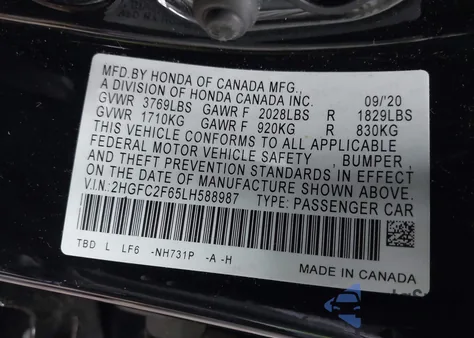 MFD.BY HONDA OF CANADA MFG.,
A DIVISION OF HONDA CANADA INC. 09/'20
GVWR 3769LBS GAWR F 2028LBS R 1829LBS
GVWR 1710KG GAWR F 920KG R 830KG
THIS VEHICLE CONFORMS TO ALL APPLICABLE
FEDERAL MOTOR VEHICLE SAFETY , BUMPER ,
AND THEFT PREVENTION STANDARDS IN EFFECT
ON THE DATE OF MANUFACTURE SHOWN ABOVE.
V.I.N:2HGFC2F65LH588987 TYPE: PASSENGER CAR
TBD L LF6 -NH731P -A -H
MADE IN CANADA